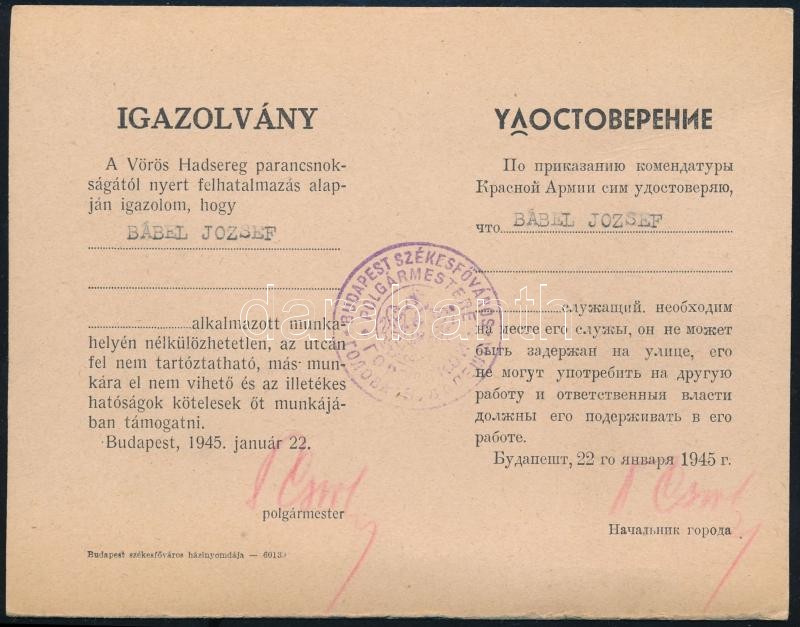 IGAZOLVÁNY
A Vörös Hadsereg parancsnok-
ságától nyert felhatalmazás alap-
ján igazolom, hogy
BÁBEL JOZSEF
alkalmazott munka-
helyén nélkülözhetetlen, az utcán
fel nem tartóztatható, más mun-
kára el nem vihető és az illetékes
hatóságok kötelesek őt munkájá-
ban támogatni.
Budapest, 1945. január 22.
polgármester
Budapest székesfőváros házinyomdája — 60139
УДОСТОВЕРЕНИЕ
По приказанию комендатуры
Красной Армии сим удостоверяю,
что BÁBEL JOZSEF
служащий. необходим
на месте его службы, он не может
быть задержан на улице, его
не могут употребить на другую
работу и ответственныя власти
должны его подерживать в его
работе.
Будапешт, 22 го января 1945 г.
Начальник города
BUDAPEST SZÉKESFŐVÁROS
POLGÁRMESTERE
darabanth